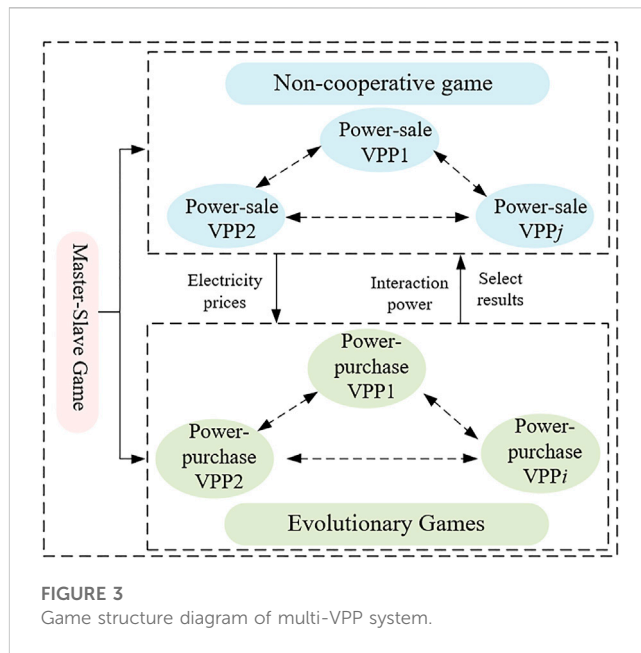 Non-cooperative game
Power-sale
VPP1
Power-sale
VPP2
Power-sale
VPPj
Master-Slave Game
Electricity
prices
Interaction
power
Select
results
Power-
purchase
VPP1
Power-
purchase
VPP2
Power-
purchase
VPPi
Evolutionary Games
FIGURE 3
Game structure diagram of multi-VPP system.